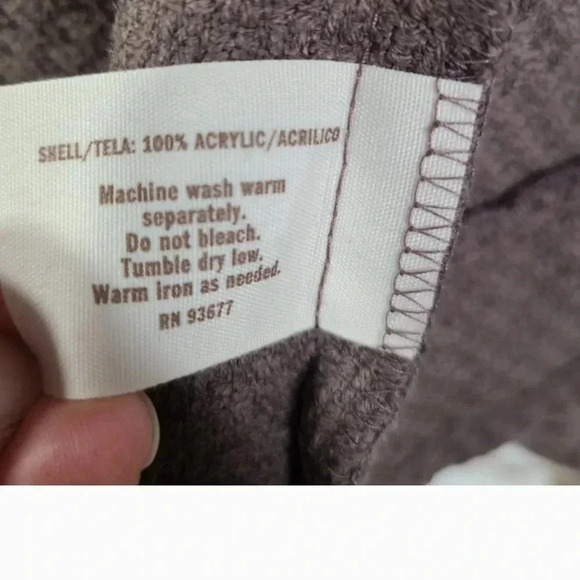 SHELL/TELA: 100% ACRYLIC/ACRILICO
Machine wash warm
separately.
Do not bleach.
Tumble dry low.
Warm iron as needed.
RN 93677